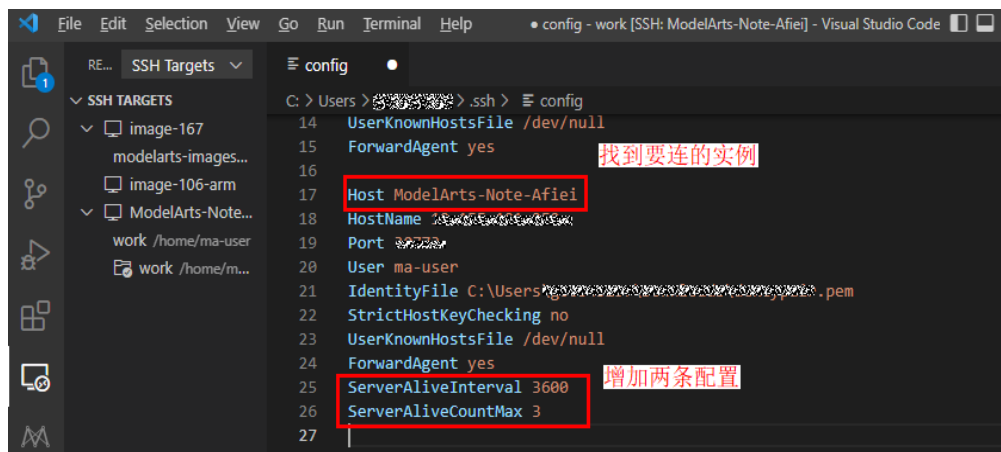 File Edit Selection View Go Run Terminal Help ● config - work [SSH: ModelArts-Note-Afiei] - Visual Studio Code
1
RE... SSH Targets
SSH TARGETS
image-167
modelarts-images...
image-106-arm
ModelArts-Note...
work /home/ma-user
work /home/m...
config ●
C: > Users > > .ssh > config
14 UserKnownHostsFile /dev/null
15 ForwardAgent yes
找到要连的实例
16
17 Host ModelArts-Note-Afiei
18 HostName
19 Port
20 User ma-user
21 IdentityFile C:\Users .pem
22 StrictHostKeyChecking no
23 UserKnownHostsFile /dev/null
24 ForwardAgent yes
增加两条配置
25 ServerAliveInterval 3600
26 ServerAliveCountMax 3
27